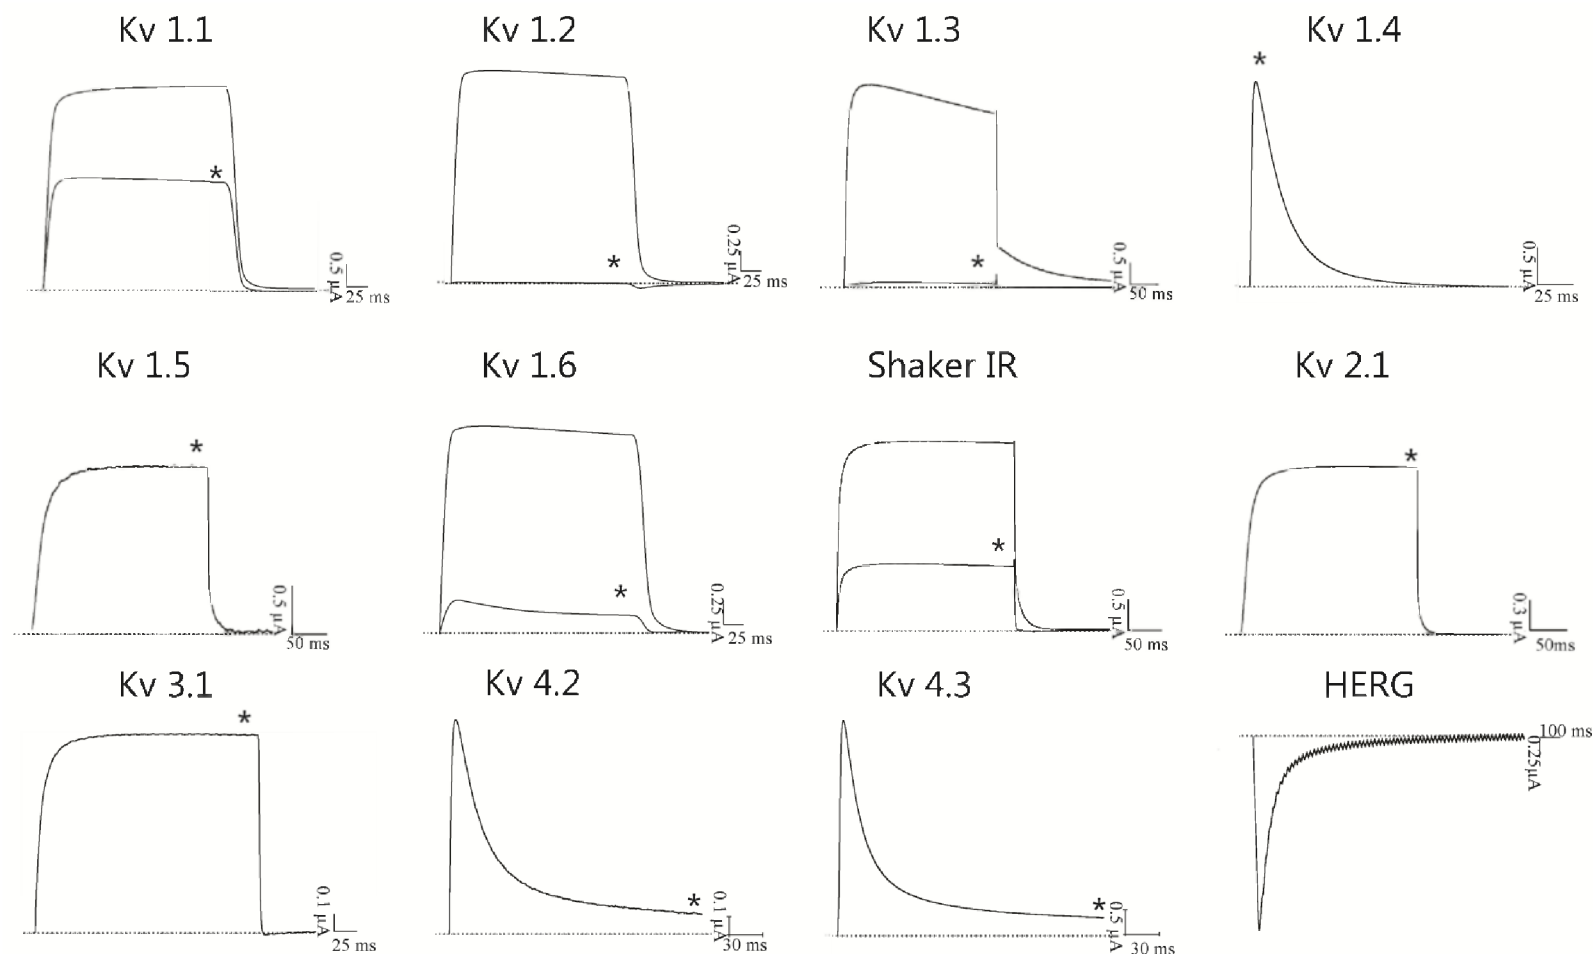 Kv 1.1
Kv 1.2
Kv 1.3
Kv 1.4
*
*
*
*
0.5 µA
25 ms
0.25 µA
25 ms
0.5 µA
50 ms
0.5 µA
25 ms
Kv 1.5
Kv 1.6
Shaker IR
Kv 2.1
*
*
*
*
0.5 µA
50 ms
0.25 µA
25 ms
0.5 µA
50 ms
0.3 µA
50ms
Kv 3.1
Kv 4.2
Kv 4.3
HERG
*
*
*
0.1 µA
25 ms
0.1 µA
30 ms
0.5 µA
30 ms
100 ms
0.25µA